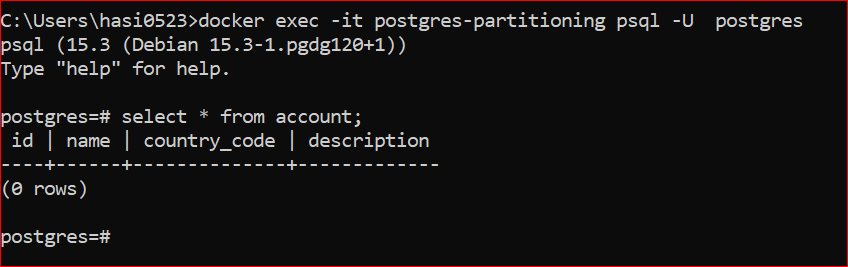 C:\Users\hasi0523>docker exec -it postgres-partitioning psql -U  postgres
psql (15.3 (Debian 15.3-1.pgdg120+1))
Type "help" for help.
postgres=# select * from account;
 id | name | country_code | description
----+------+--------------+-------------
(0 rows)
postgres=#